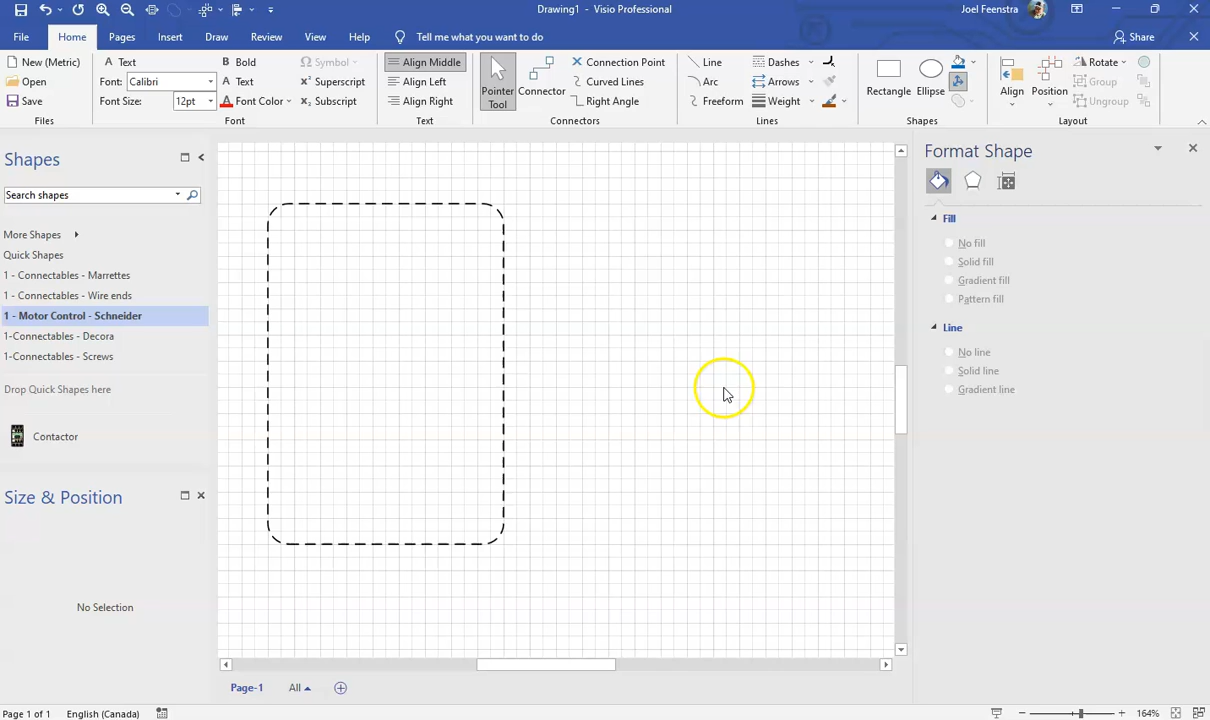 Drawing1 - Visio Professional
Joel Feenstra
File Home Pages Insert Draw Review View Help Tell me what you want to do Share
New (Metric)
Open
Save
Files
Text
Font: Calibri
Font Size: 12pt
Bold
Text
Font Color
Symbol
Superscript
Subscript
Font
Align Middle
Align Left
Align Right
Text
Pointer Tool
Connector
Connection Point
Curved Lines
Right Angle
Connectors
Line
Arc
Freeform
Dashes
Arrows
Weight
Lines
Rectangle
Ellipse
Shapes
Align
Position
Rotate
Group
Ungroup
Layout
Shapes
Search shapes
More Shapes
Quick Shapes
1 - Connectables - Marrettes
1 - Connectables - Wire ends
1 - Motor Control - Schneider
1-Connectables - Decora
1-Connectables - Screws
Drop Quick Shapes here
Contactor
Size & Position
No Selection
Format Shape
Fill
No fill
Solid fill
Gradient fill
Pattern fill
Line
No line
Solid line
Gradient line
Page-1 All
Page 1 of 1 English (Canada) 164%